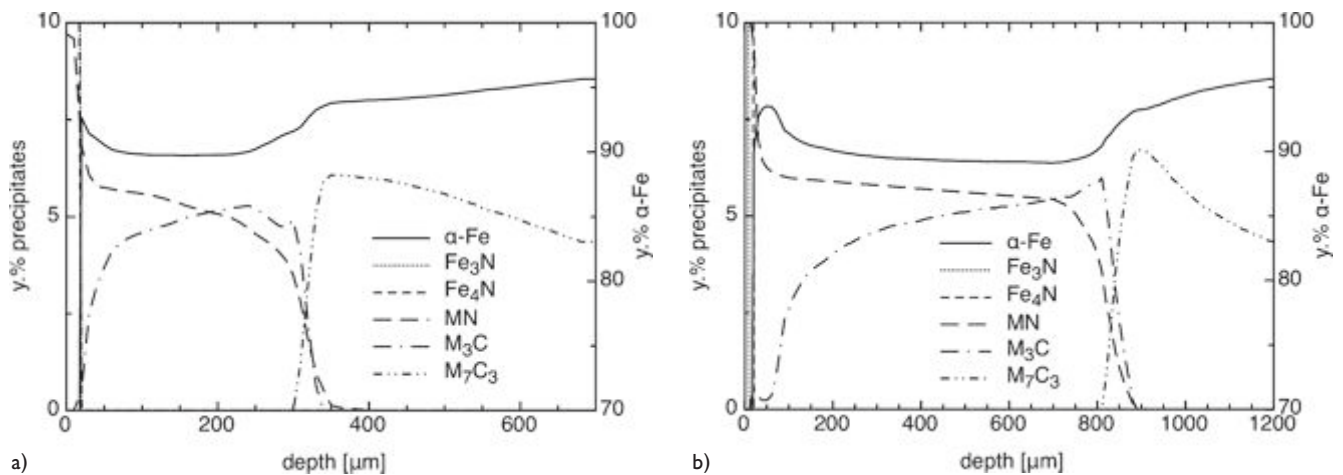 10
5
0
y.% precipitates
100
90
80
70
y.% α-Fe
α-Fe
Fe₃N
Fe₄N
MN
M₃C
M₇C₃
0 200 400 600
depth [μm]
a)
10
5
0
y.% precipitates
100
90
80
70
y.% α-Fe
α-Fe
Fe₃N
Fe₄N
MN
M₃C
M₇C₃
0 200 400 600 800 1000 1200
depth [μm]
b)